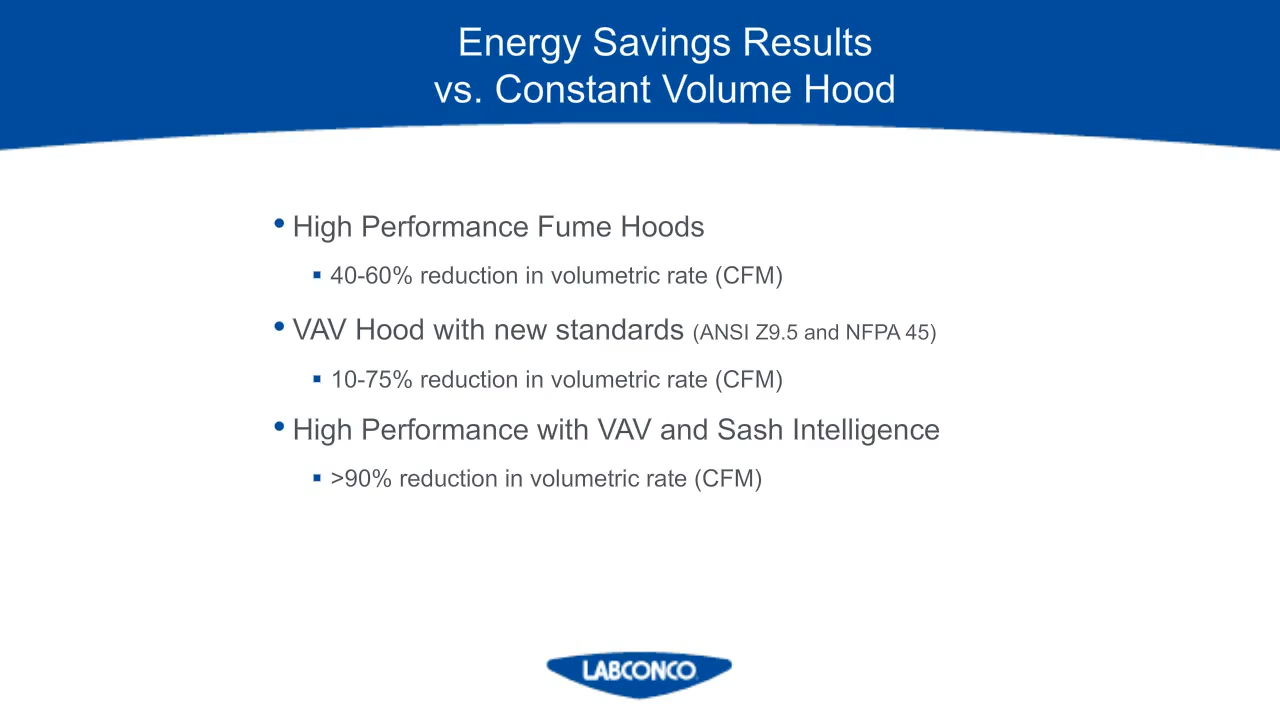 Energy Savings Results
vs. Constant Volume Hood
• High Performance Fume Hoods
▪ 40-60% reduction in volumetric rate (CFM)
• VAV Hood with new standards (ANSI Z9.5 and NFPA 45)
▪ 10-75% reduction in volumetric rate (CFM)
• High Performance with VAV and Sash Intelligence
▪ >90% reduction in volumetric rate (CFM)
LABCONCO